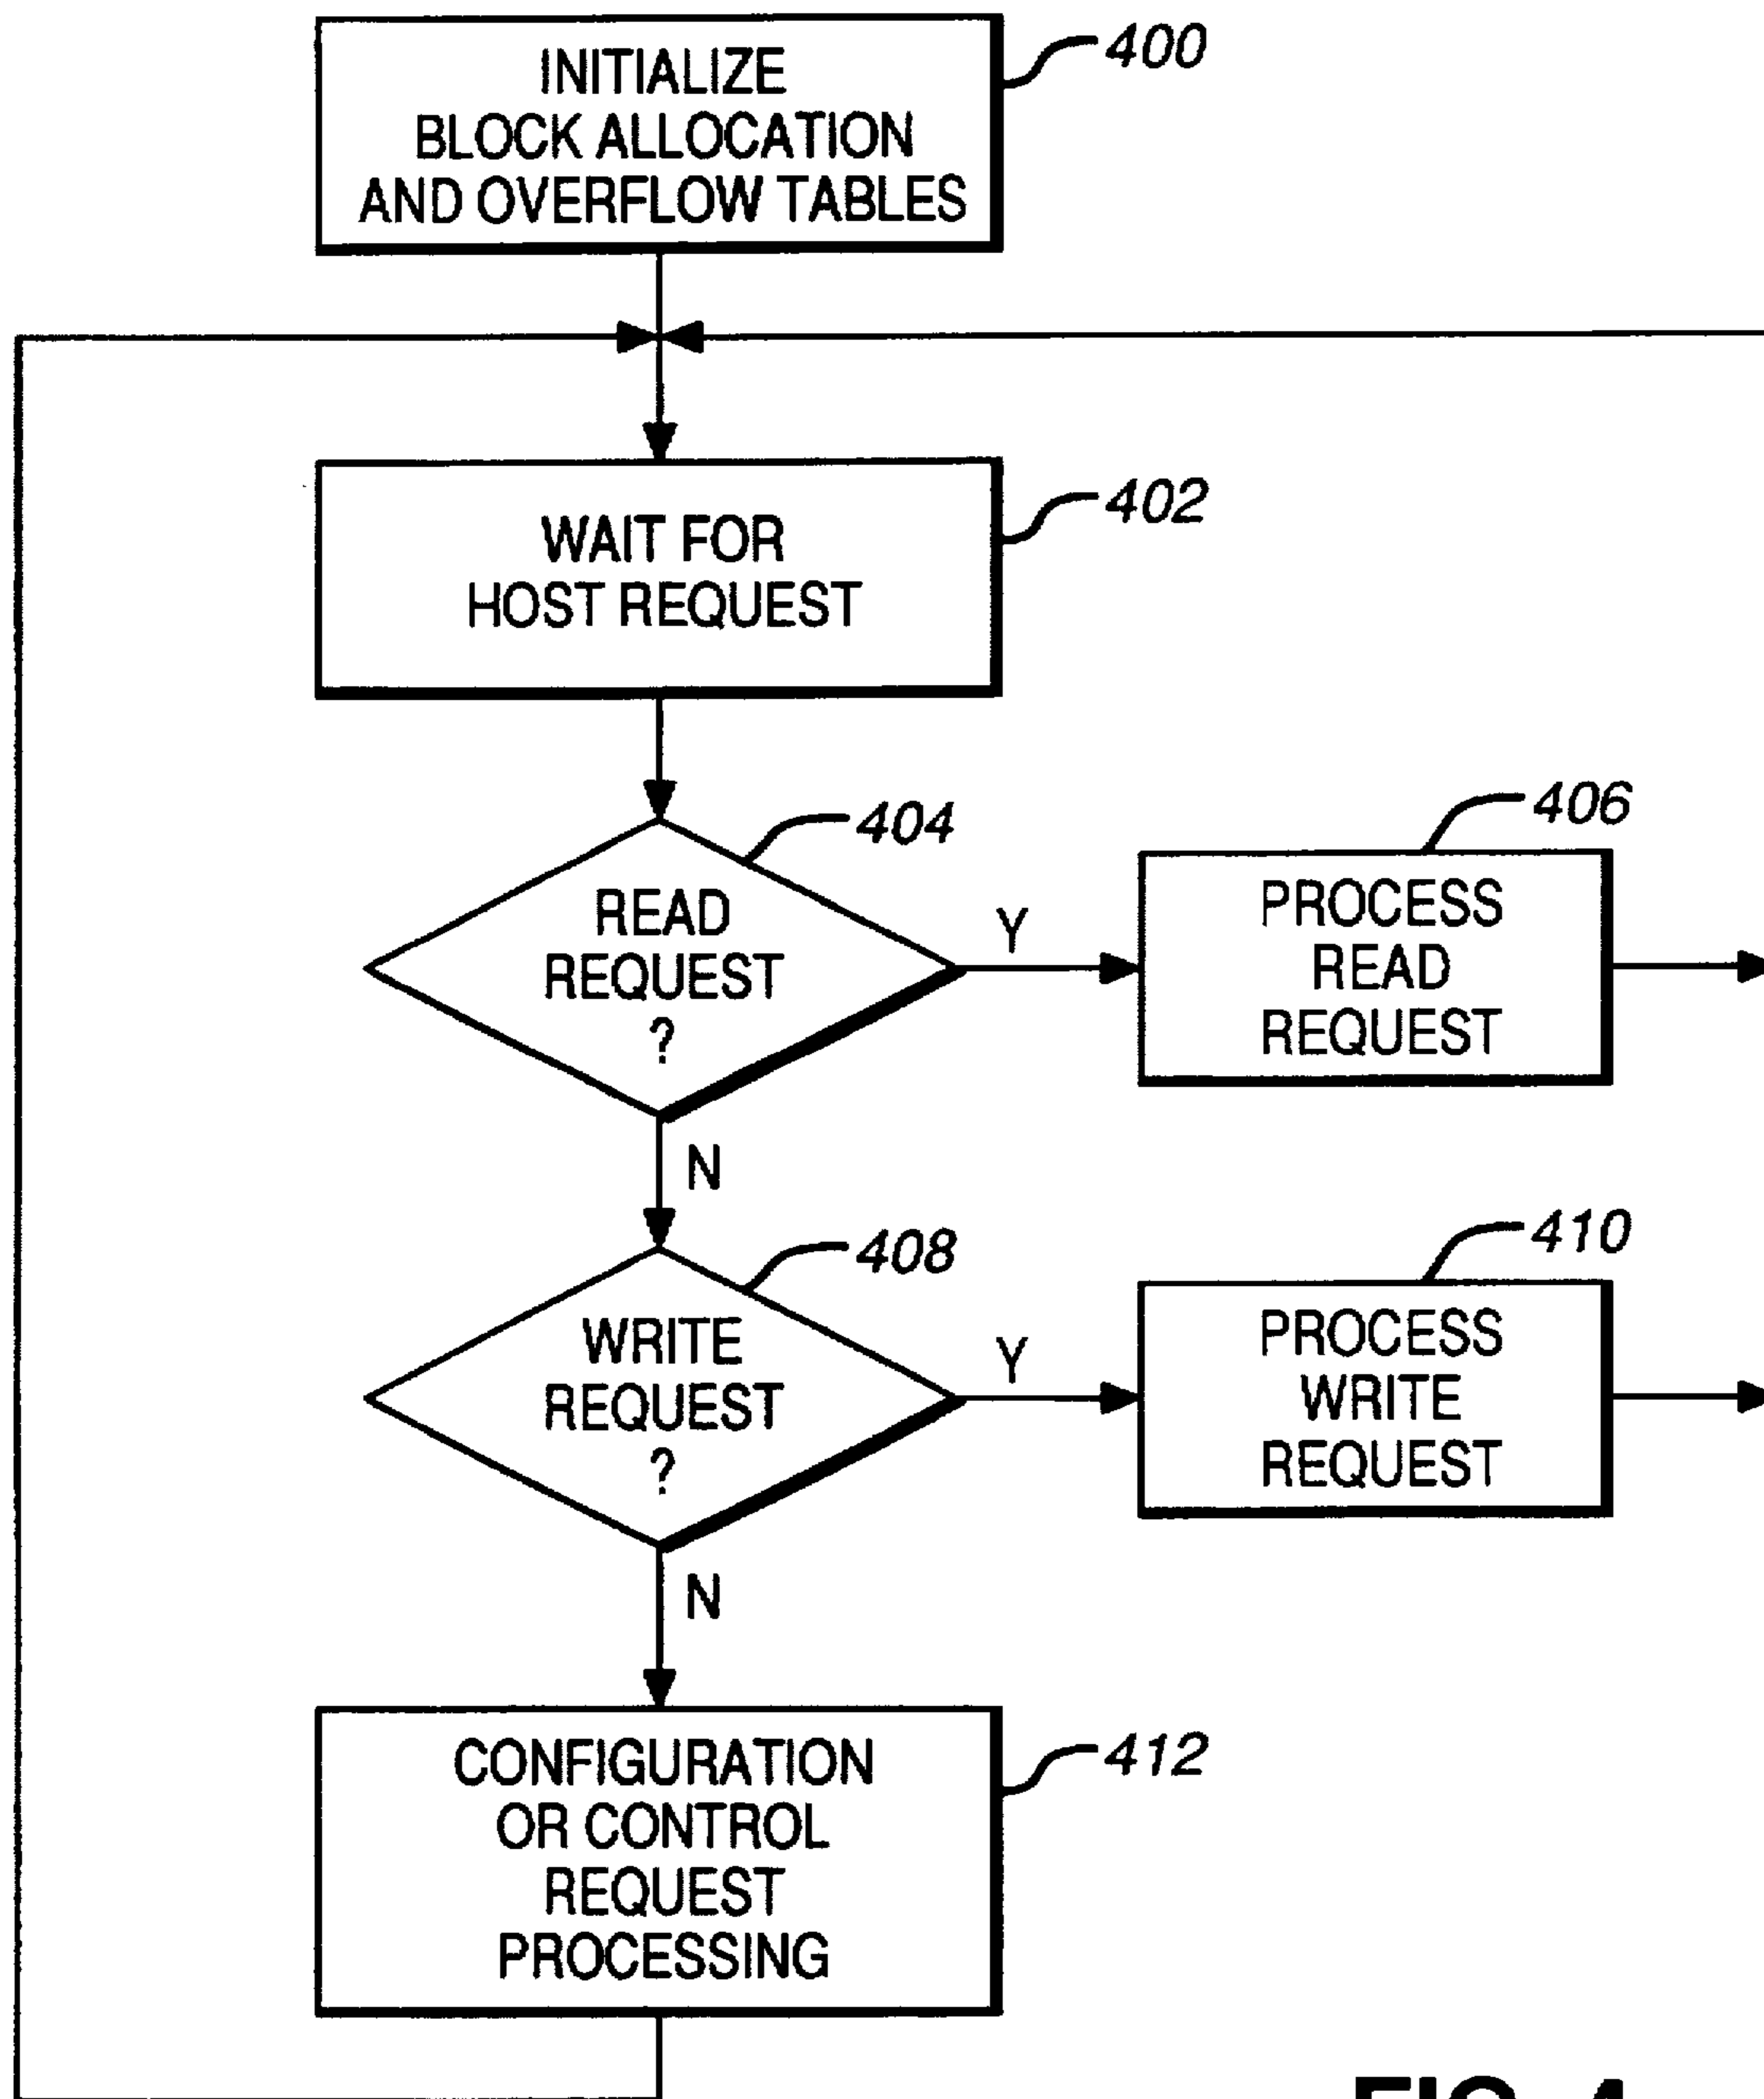 INITIALIZE
BLOCK ALLOCATION
AND OVERFLOW TABLES
400
WAIT FOR
HOST REQUEST
402
404
READ
REQUEST
?
Y
406
PROCESS
READ
REQUEST
N
408
WRITE
REQUEST
?
Y
410
PROCESS
WRITE
REQUEST
N
CONFIGURATION
OR CONTROL
REQUEST
PROCESSING
412